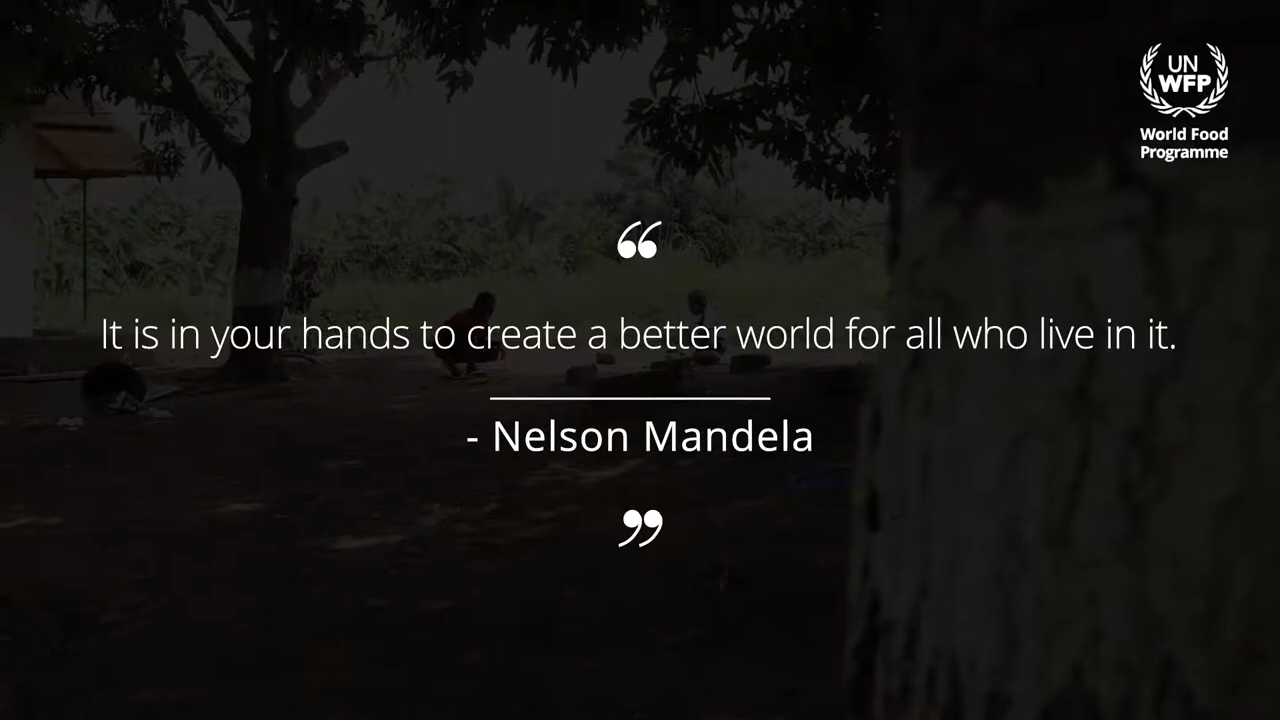 UN
WFP
World Food
Programme
“
It is in your hands to create a better world for all who live in it.
- Nelson Mandela
”